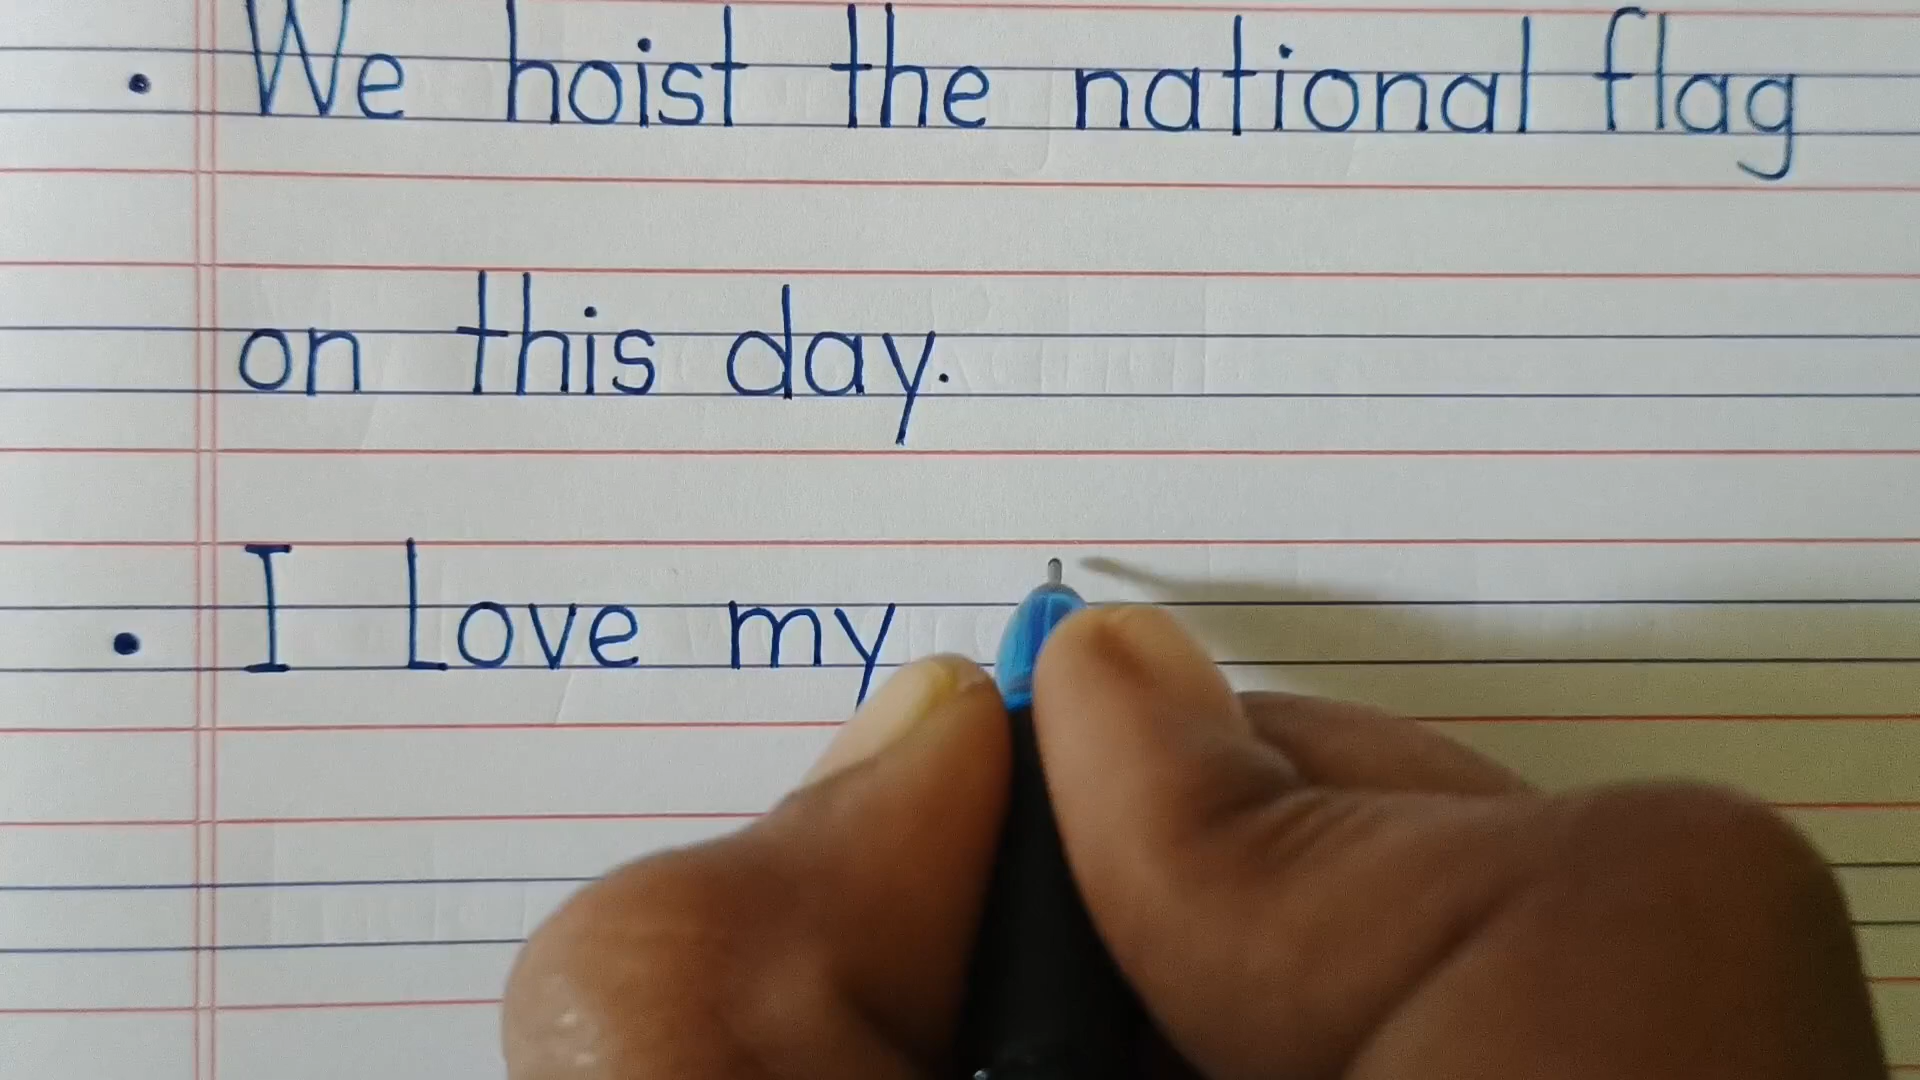 • We hoist the national flag
on this day.
• I Love my